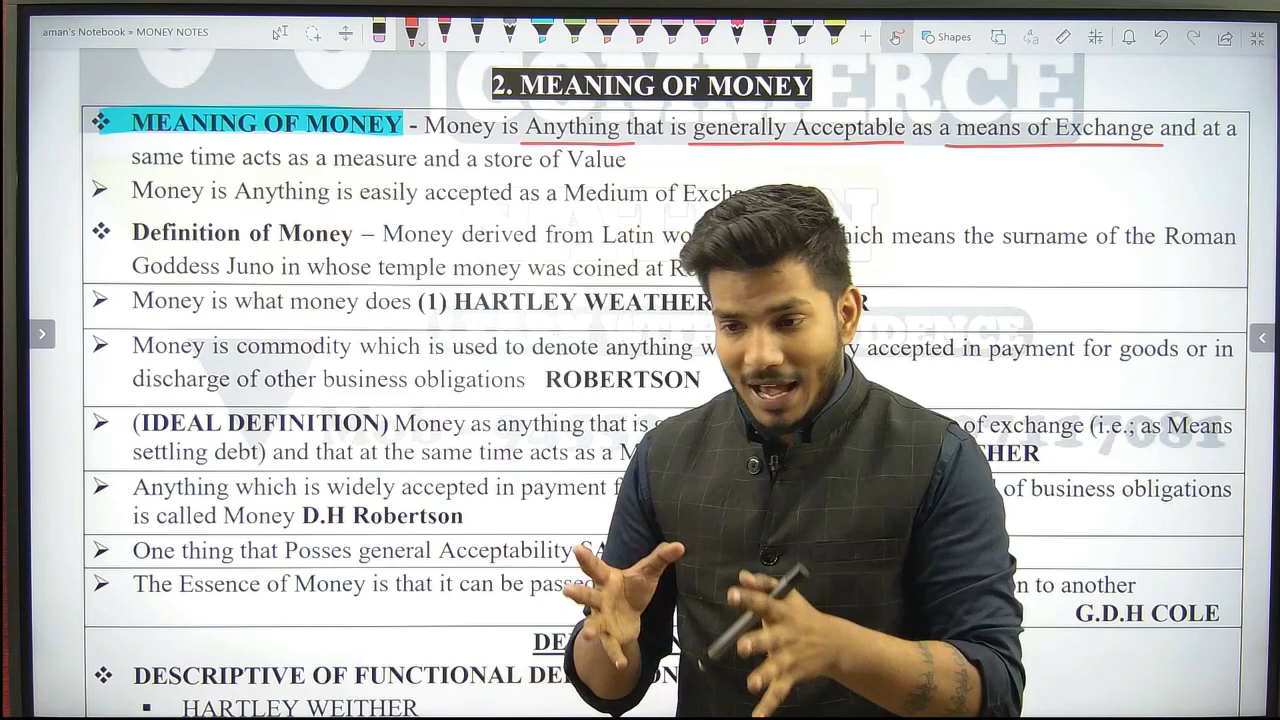 aman's Notebook » MONEY NOTES
Shapes
COMMERCE
2. MEANING OF MONEY
MEANING OF MONEY - Money is Anything that is generally Acceptable as a means of Exchange and at a
same time acts as a measure and a store of Value
Money is Anything is easily accepted as a Medium of Exch
Definition of Money – Money derived from Latin wo hich means the surname of the Roman
Goddess Juno in whose temple money was coined at R
Money is what money does (1) HARTLEY WEATHER R
Money is commodity which is used to denote anything w y accepted in payment for goods or in
discharge of other business obligations ROBERTSON
(IDEAL DEFINITION) Money as anything that is g of exchange (i.e.; as Means
settling debt) and that at the same time acts as a M HER
Anything which is widely accepted in payment f of business obligations
is called Money D.H Robertson
One thing that Posses general Acceptability SA
The Essence of Money is that it can be passed n to another
G.D.H COLE
DE
DESCRIPTIVE OF FUNCTIONAL DE ON
HARTLEY WEITHER